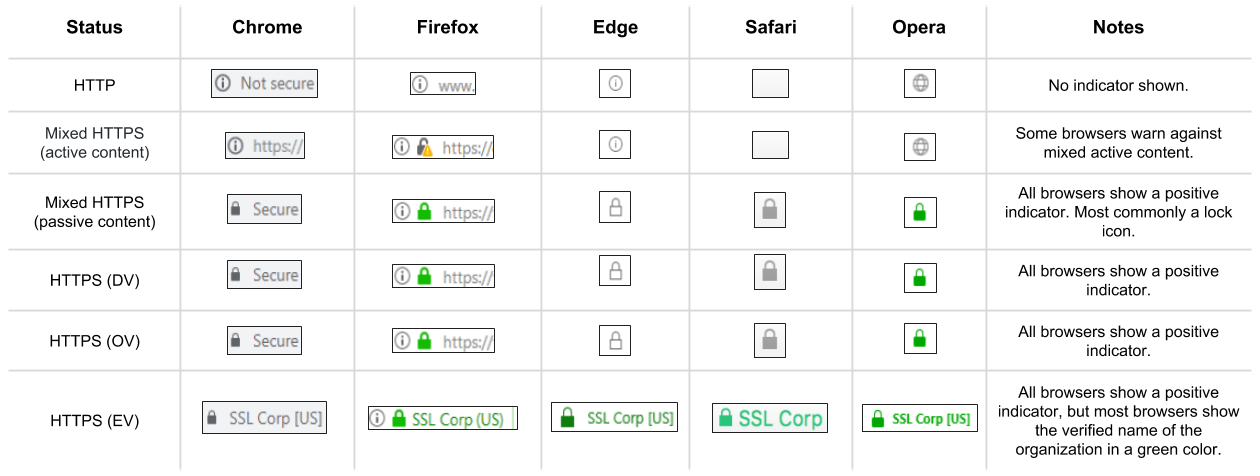 Status Chrome Firefox Edge Safari Opera Notes
HTTP Not secure www. No indicator shown.
Mixed HTTPS
(active content) https:// https:// Some browsers warn against
mixed active content.
Mixed HTTPS
(passive content) Secure https:// All browsers show a positive
indicator. Most commonly a lock
icon.
HTTPS (DV) Secure https:// All browsers show a positive
indicator.
HTTPS (OV) Secure https:// All browsers show a positive
indicator.
HTTPS (EV) SSL Corp [US] SSL Corp (US) SSL Corp [US] SSL Corp SSL Corp [US] All browsers show a positive
indicator, but most browsers show
the verified name of the
organization in a green color.